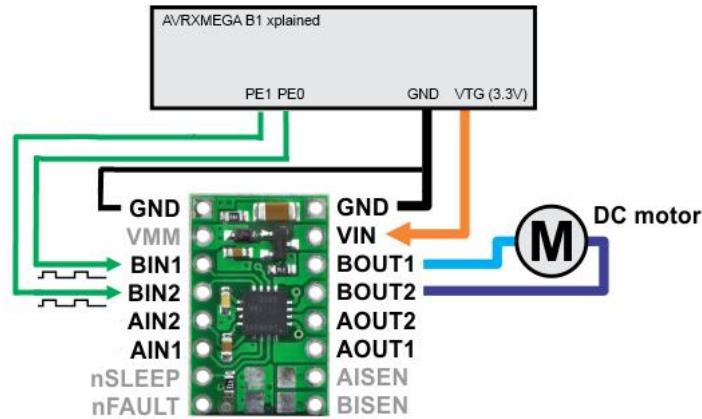 AVRXMEGA B1 xplained
PE1 PE0 GND VTG (3.3V)
GND GND
VMM VIN
BIN1 BOUT1
BIN2 BOUT2
AIN2 AOUT2
AIN1 AOUT1
nSLEEP AISEN
nFAULT BISEN
M DC motor